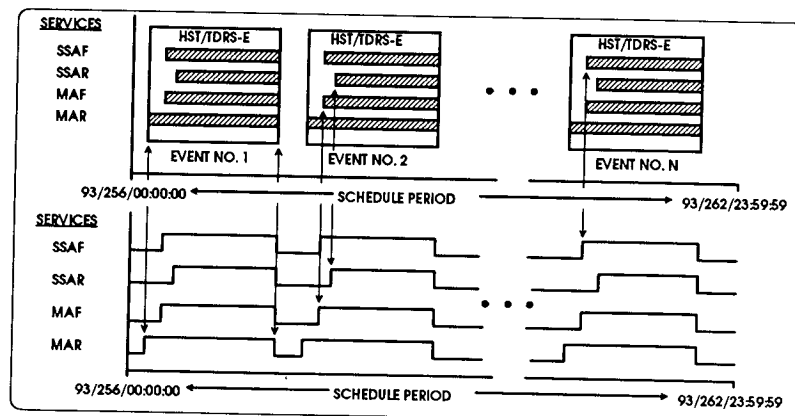 SERVICES
SSAF
SSAR
MAF
MAR
HST/TDRS-E
HST/TDRS-E
HST/TDRS-E
EVENT NO. 1
EVENT NO. 2
EVENT NO. N
93/256/00:00:00
SCHEDULE PERIOD
93/262/23:59:59
SERVICES
SSAF
SSAR
MAF
MAR
93/256/00:00:00
SCHEDULE PERIOD
93/262/23:59:59